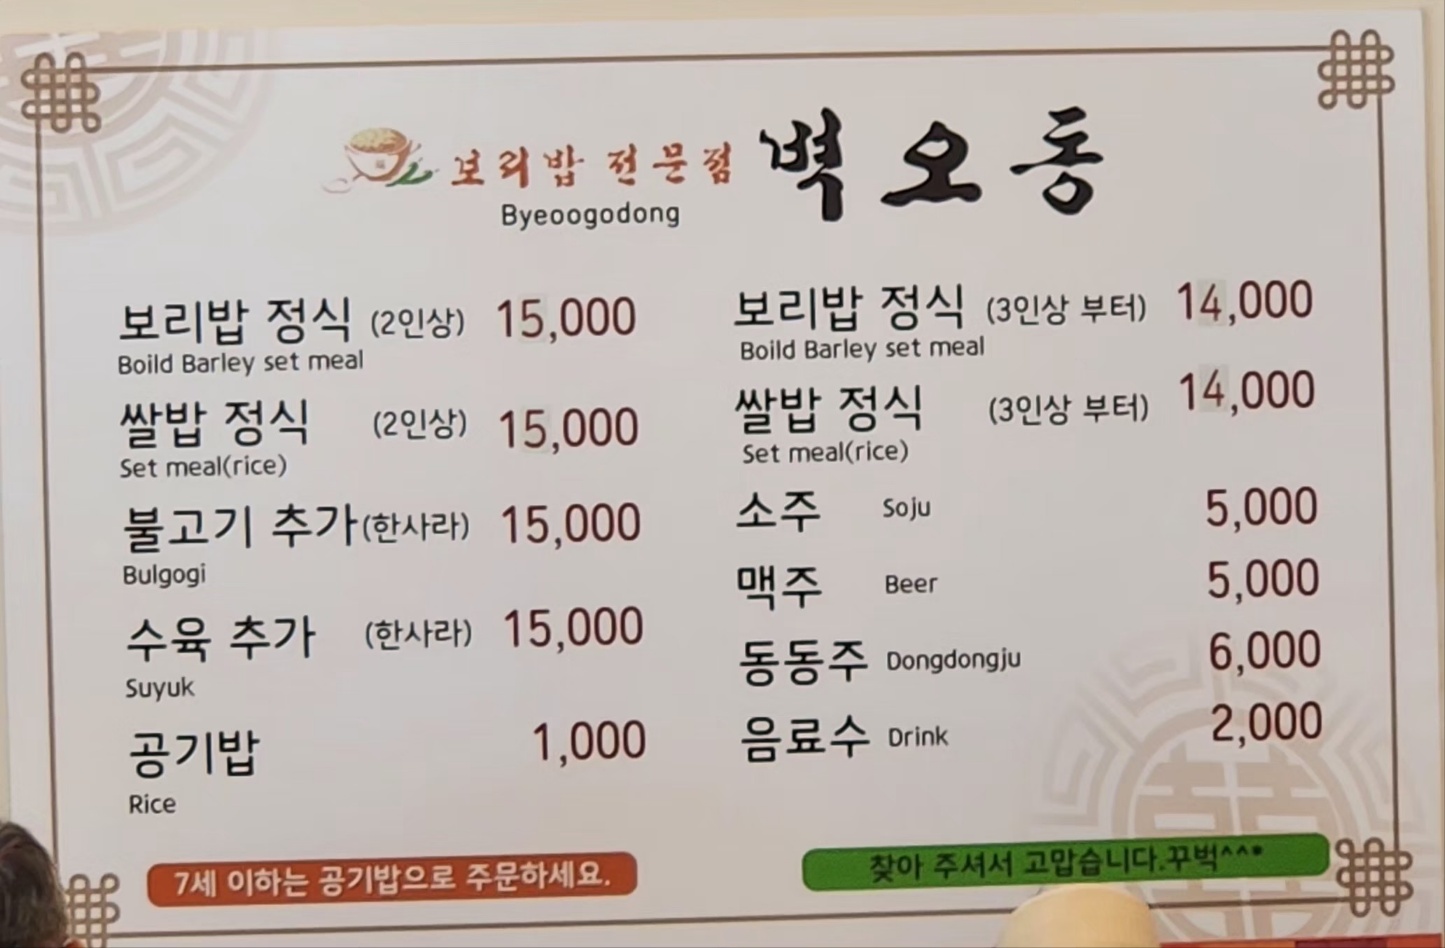 보리밥 전문점 벽오동
Byeoogodong
보리밥 정식 (2인상) 15,000
Boild Barley set meal
쌀밥 정식 (2인상) 15,000
Set meal(rice)
불고기 추가(한사라) 15,000
Bulgogi
수육 추가 (한사라) 15,000
Suyuk
공기밥 1,000
Rice
보리밥 정식 (3인상 부터) 14,000
Boild Barley set meal
쌀밥 정식 (3인상 부터) 14,000
Set meal(rice)
소주 Soju 5,000
맥주 Beer 5,000
동동주 Dongdongju 6,000
음료수 Drink 2,000
7세 이하는 공기밥으로 주문하세요.
찾아 주셔서 고맙습니다.꾸벅^^*